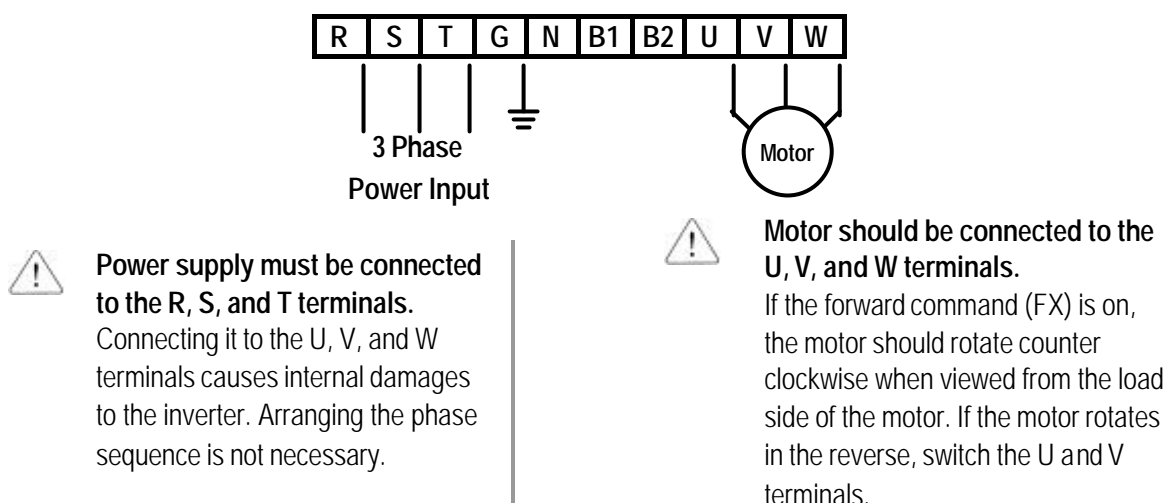 R S T G N B1 B2 U V W
3 Phase
Power Input
Motor
Power supply must be connected
to the R, S, and T terminals.
Connecting it to the U, V, and W
terminals causes internal damages
to the inverter. Arranging the phase
sequence is not necessary.
Motor should be connected to the
U, V, and W terminals.
If the forward command (FX) is on,
the motor should rotate counter
clockwise when viewed from the load
side of the motor. If the motor rotates
in the reverse, switch the U and V
terminals.